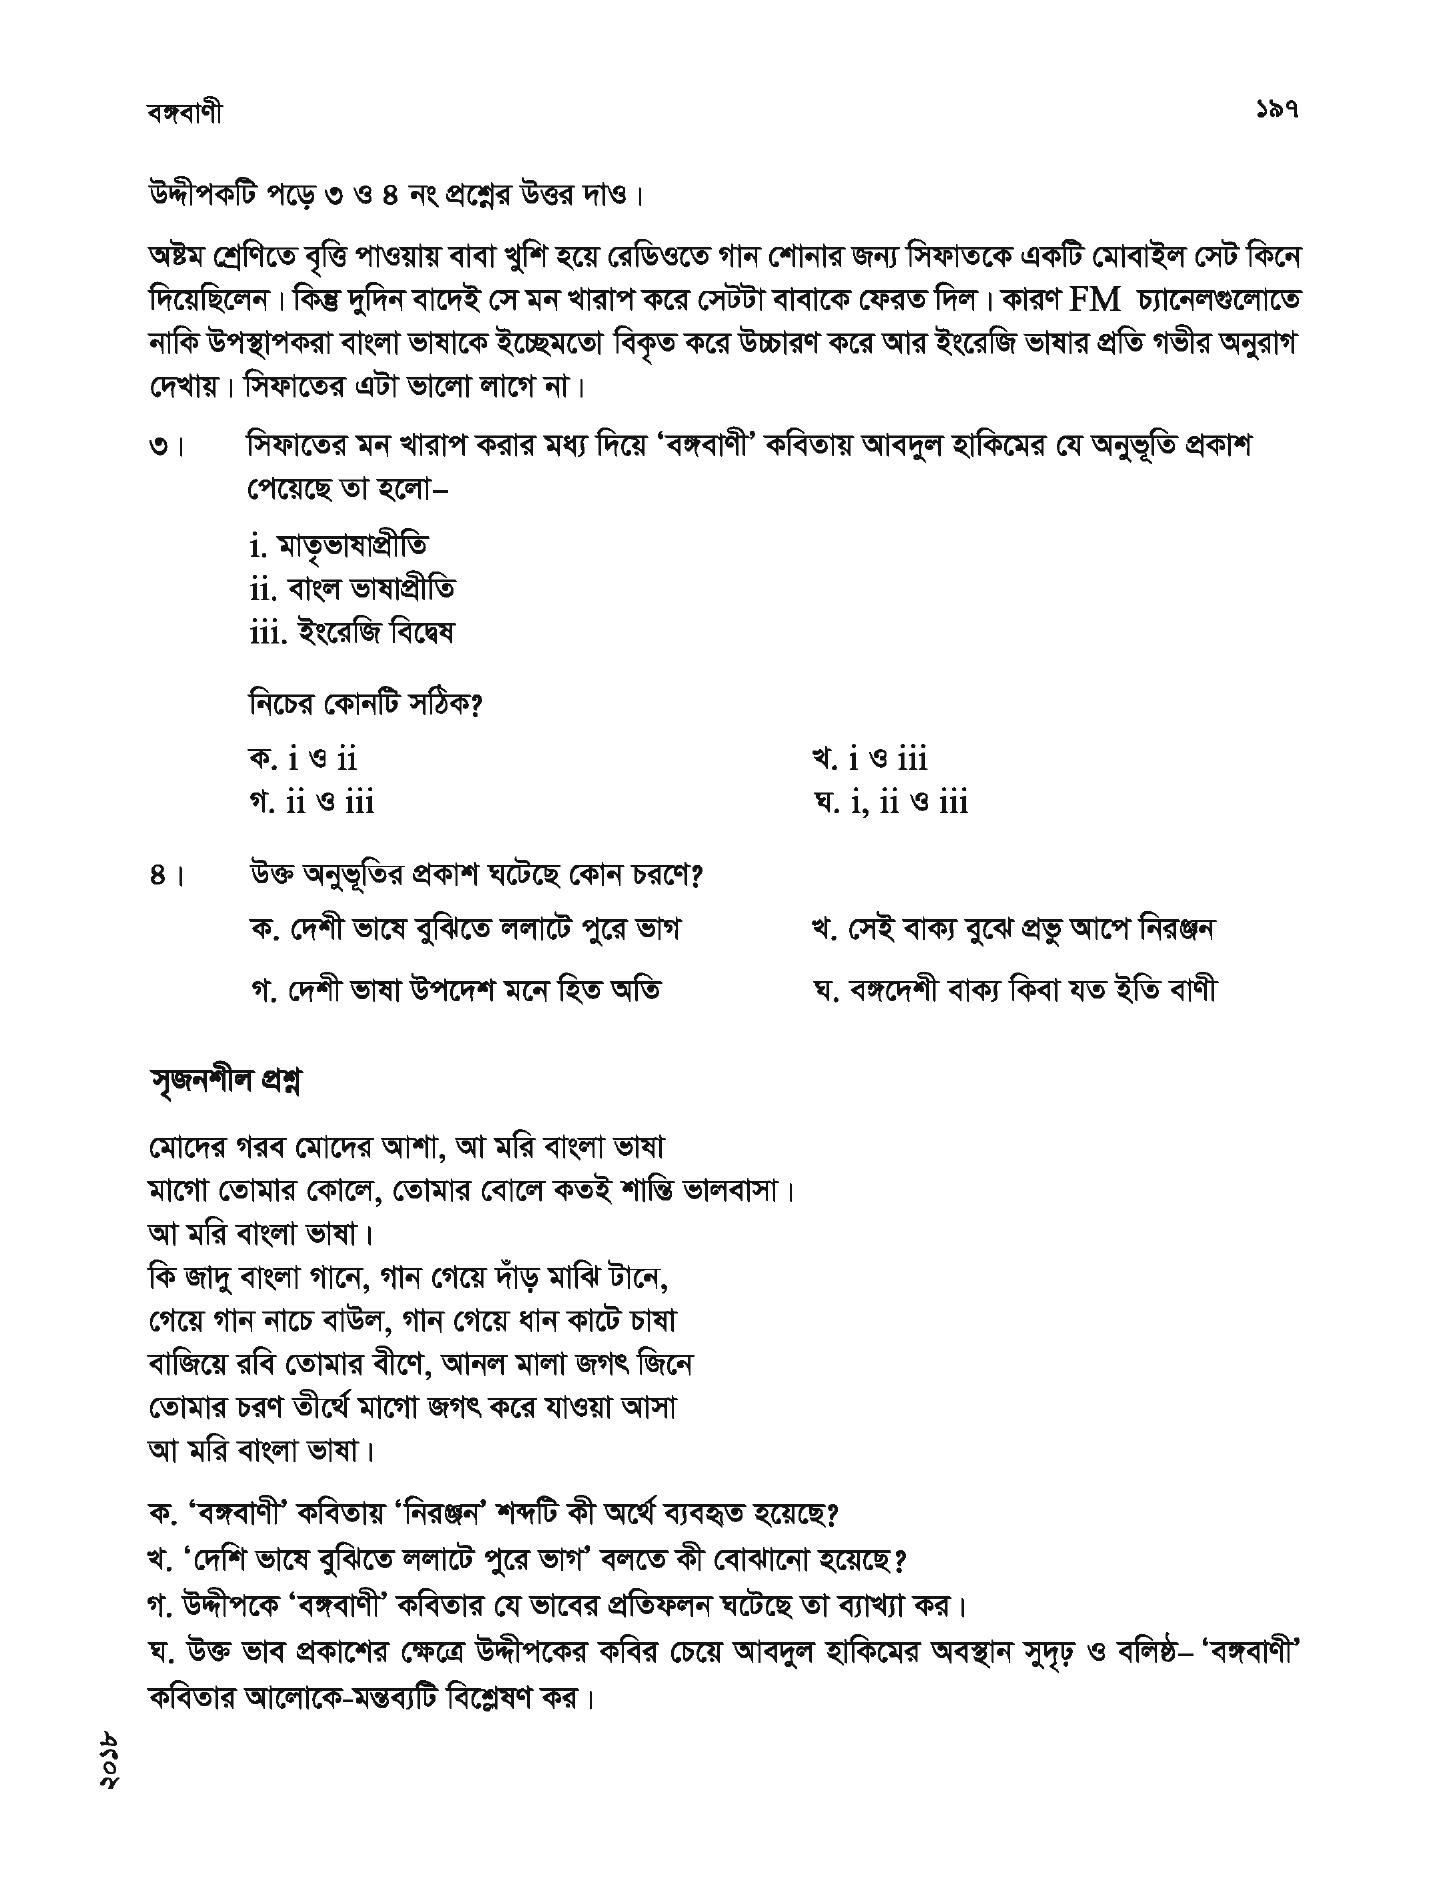 বঙ্গবাণী ১৯৭
উদ্দীপকটি পড়ে ৩ ও ৪ নং প্রশ্নের উত্তর দাও।
অষ্টম শ্রেণিতে বৃত্তি পাওয়ায় বাবা খুশি হয়ে রেডিওতে গান শোনার জন্য সিফাতকে একটি মোবাইল সেট কিনে
দিয়েছিলেন। কিন্তু দুদিন বাদেই সে মন খারাপ করে সেটটা বাবাকে ফেরত দিল। কারণ FM চ্যানেলগুলোতে
নাকি উপস্থাপকরা বাংলা ভাষাকে ইচ্ছেমতো বিকৃত করে উচ্চারণ করে আর ইংরেজি ভাষার প্রতি গভীর অনুরাগ
দেখায়। সিফাতের এটা ভালো লাগে না।
৩। সিফাতের মন খারাপ করার মধ্য দিয়ে ‘বঙ্গবাণী’ কবিতায় আবদুল হাকিমের যে অনুভূতি প্রকাশ
পেয়েছে তা হলো–
i. মাতৃভাষাপ্রীতি
ii. বাংল ভাষাপ্রীতি
iii. ইংরেজি বিদ্বেষ
নিচের কোনটি সঠিক?
ক. i ও ii খ. i ও iii
গ. ii ও iii ঘ. i, ii ও iii
৪। উক্ত অনুভূতির প্রকাশ ঘটেছে কোন চরণে?
ক. দেশী ভাষে বুঝিতে ললাটে পুরে ভাগ খ. সেই বাক্য বুঝে প্রভু আপে নিরঞ্জন
গ. দেশী ভাষা উপদেশ মনে হিত অতি ঘ. বঙ্গদেশী বাক্য কিবা যত ইতি বাণী
সৃজনশীল প্রশ্ন
মোদের গরব মোদের আশা, আ মরি বাংলা ভাষা
মাগো তোমার কোলে, তোমার বোলে কতই শান্তি ভালবাসা।
আ মরি বাংলা ভাষা।
কি জাদু বাংলা গানে, গান গেয়ে দাঁড় মাঝি টানে,
গেয়ে গান নাচে বাউল, গান গেয়ে ধান কাটে চাষা
বাজিয়ে রবি তোমার বীণে, আনল মালা জগৎ জিনে
তোমার চরণ তীর্থে মাগো জগৎ করে যাওয়া আসা
আ মরি বাংলা ভাষা।
ক. ‘বঙ্গবাণী’ কবিতায় ‘নিরঞ্জন’ শব্দটি কী অর্থে ব্যবহৃত হয়েছে?
খ. ‘দেশি ভাষে বুঝিতে ললাটে পুরে ভাগ’ বলতে কী বোঝানো হয়েছে?
গ. উদ্দীপকে ‘বঙ্গবাণী’ কবিতার যে ভাবের প্রতিফলন ঘটেছে তা ব্যাখ্যা কর।
ঘ. উক্ত ভাব প্রকাশের ক্ষেত্রে উদ্দীপকের কবির চেয়ে আবদুল হাকিমের অবস্থান সুদৃঢ় ও বলিষ্ঠ– ‘বঙ্গবাণী’
কবিতার আলোকে-মন্তব্যটি বিশ্লেষণ কর।
২০১৮